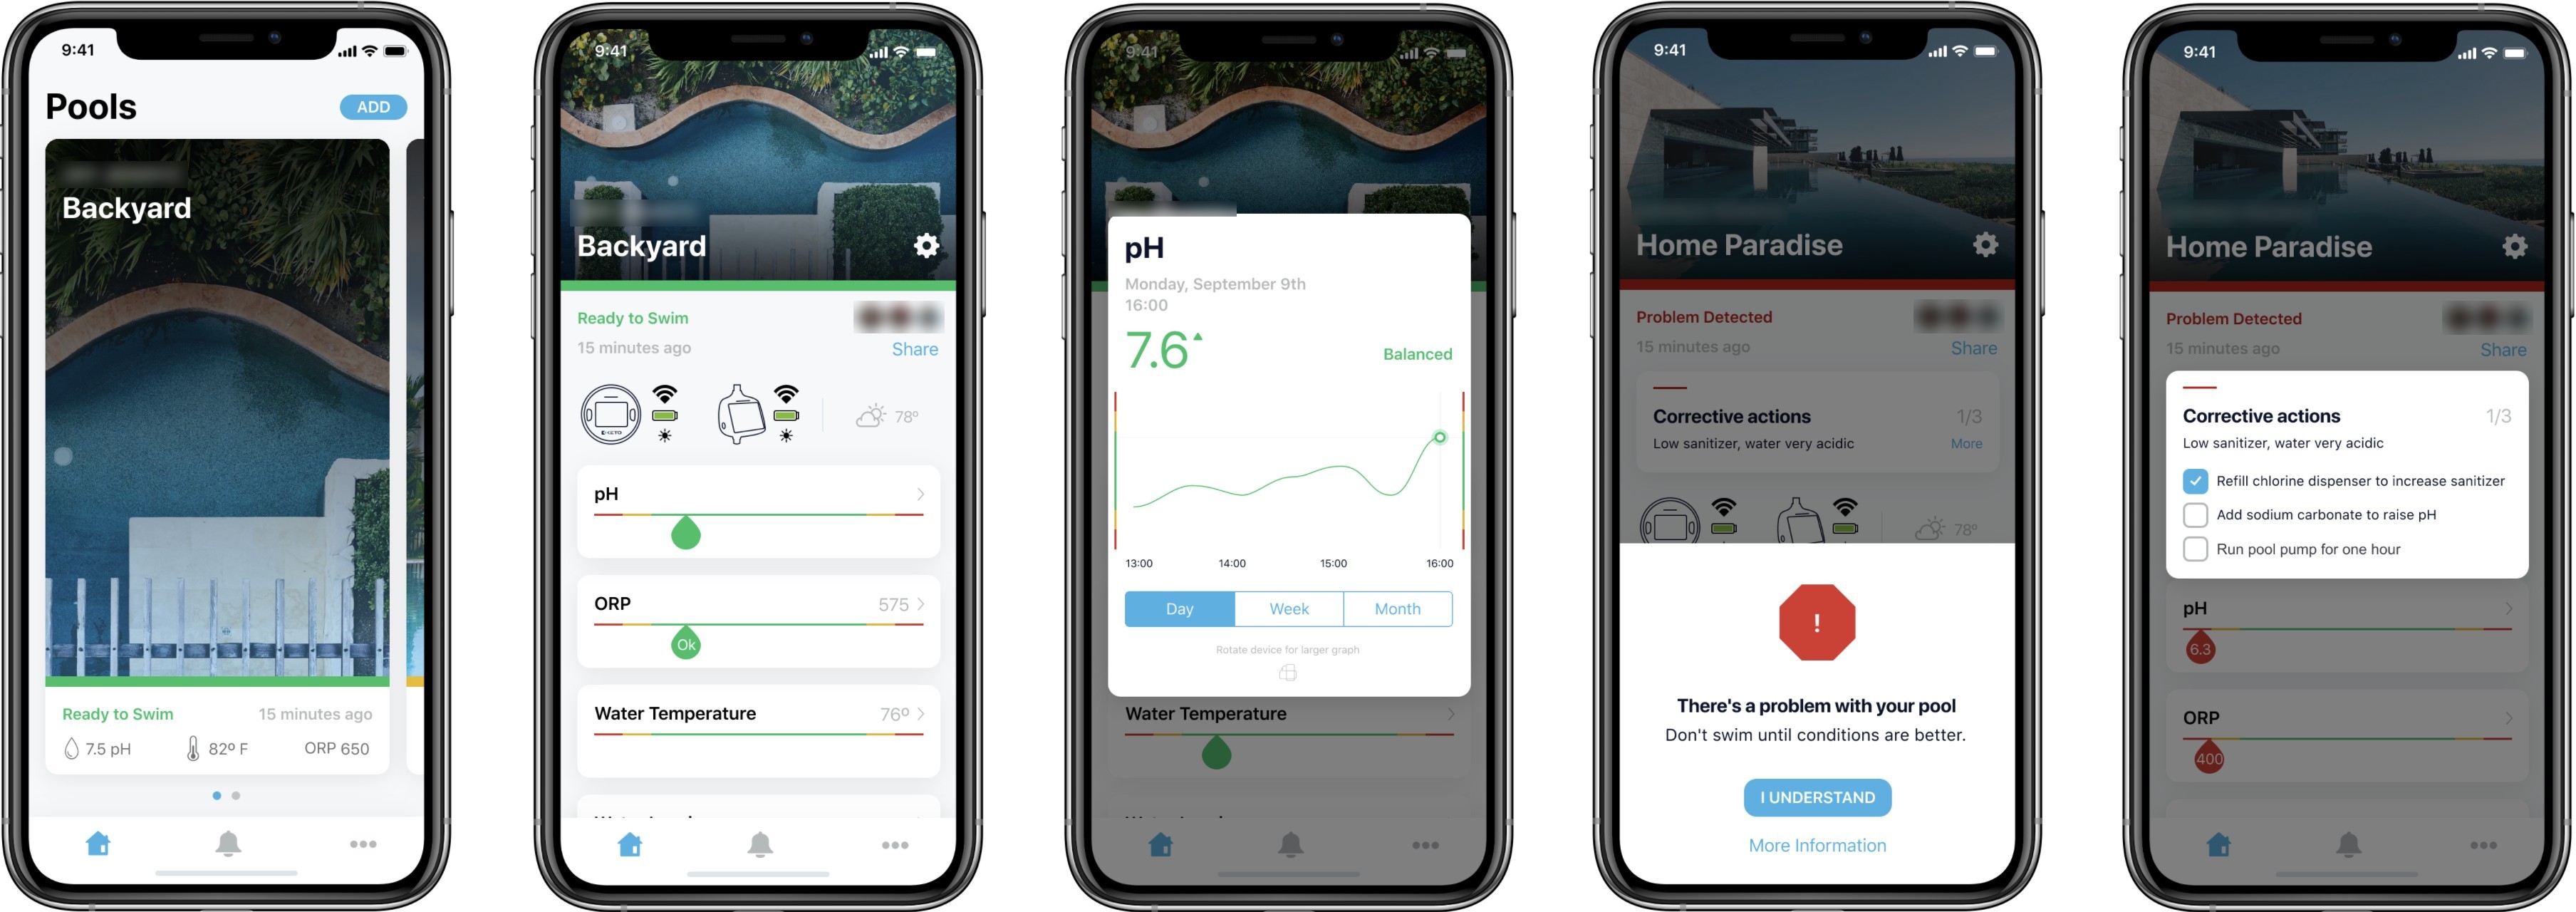 9:41
Pools
ADD
Backyard
Ready to Swim
15 minutes ago
7.5 pH
82º F
ORP 650
9:41
Backyard
Ready to Swim
15 minutes ago
Share
78º
pH
ORP
575
Ok
Water Temperature
76º
9:41
pH
Monday, September 9th
16:00
7.6
Balanced
13:00 14:00 15:00 16:00
Day Week Month
Rotate device for larger graph
Water Temperature
9:41
Home Paradise
Problem Detected
15 minutes ago
Share
Corrective actions
1/3
Low sanitizer, water very acidic
More
78º
!
There's a problem with your pool
Don't swim until conditions are better.
I UNDERSTAND
More Information
9:41
Home Paradise
Problem Detected
15 minutes ago
Share
Corrective actions
1/3
Low sanitizer, water very acidic
Refill chlorine dispenser to increase sanitizer
Add sodium carbonate to raise pH
Run pool pump for one hour
pH
6.3
ORP
400